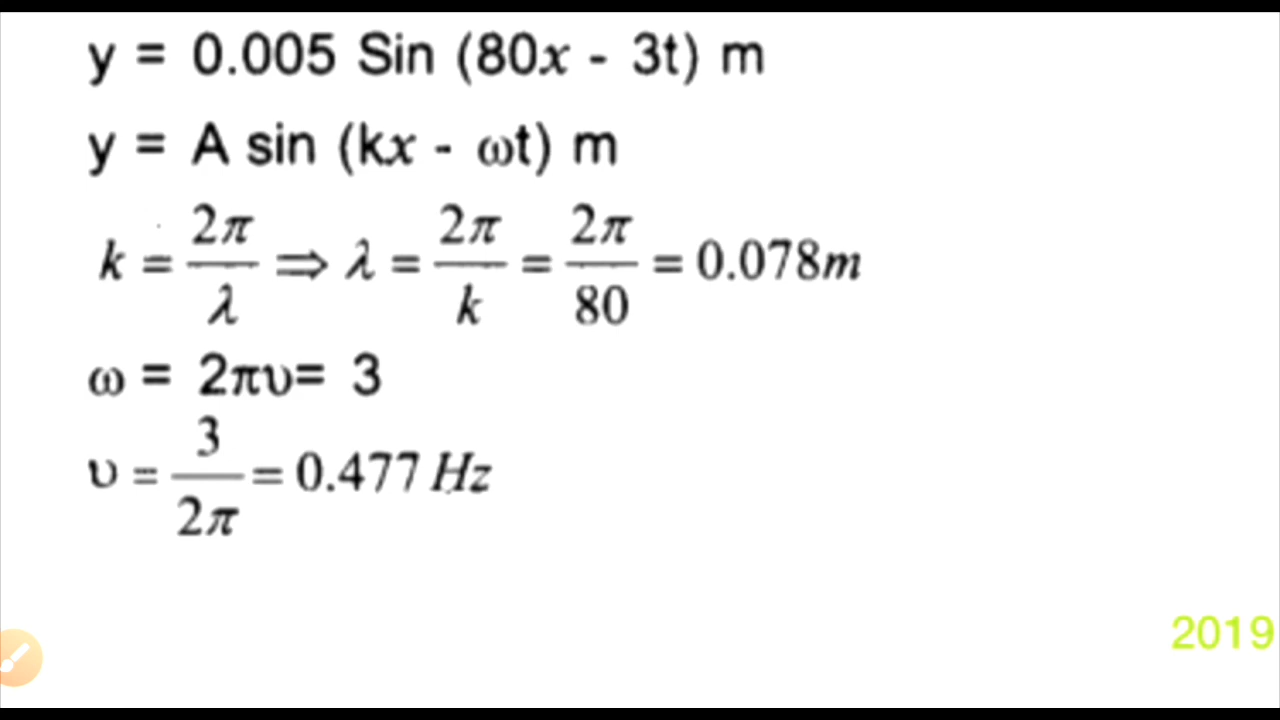 y = 0.005 Sin (80x - 3t) m
y = A sin (kx - ωt) m
k = 2π/λ ⇒ λ = 2π/k = 2π/80 = 0.078m
ω = 2πυ= 3
υ = 3/2π = 0.477 Hz
2019